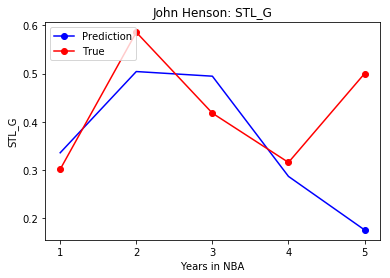 John Henson: STL_G
Prediction
True
STL_G
0.6
0.5
0.4
0.3
0.2
1 2 3 4 5
Years in NBA